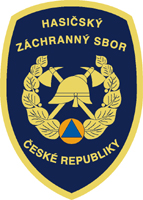 HASIČSKÝ
ZÁCHRANNÝ SBOR
ČESKÉ REPUBLIKY